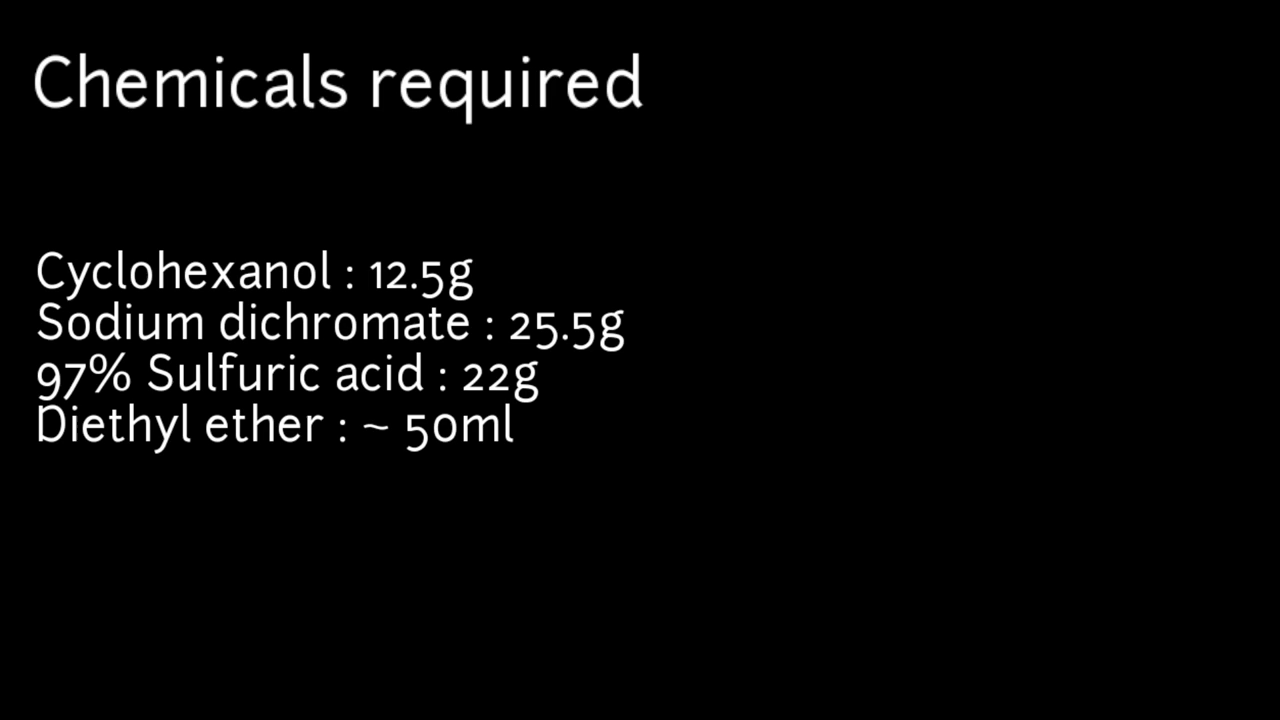 Chemicals required
Cyclohexanol : 12.5g
Sodium dichromate : 25.5g
97% Sulfuric acid : 22g
Diethyl ether : ~ 50ml